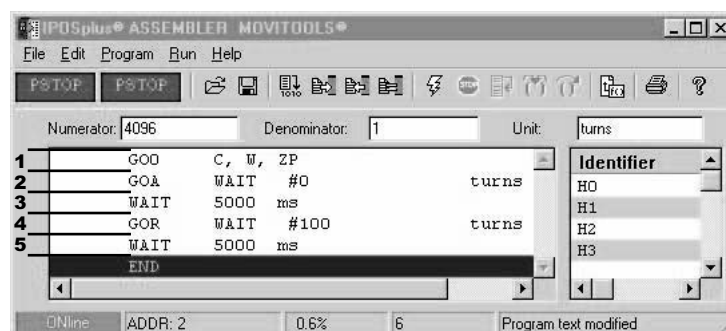 IPOSplus® ASSEMBLER MOVITOOLS®
File Edit Program Run Help
PSTOP PSTOP
Numerator: 4096 Denominator: 1 Unit: turns
1 GO0 C, W, ZP
2 GOA WAIT #0 turns
3 WAIT 5000 ms
4 GOR WAIT #100 turns
5 WAIT 5000 ms
END
Identifier
H0
H1
H2
H3
ONline ADDR: 2 0.6% 6 Program text modified